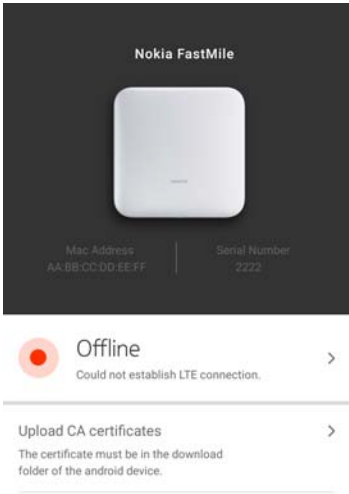 Nokia FastMile
NOKIA
Mac Address
AA:BB:CC:DD:EE:FF
Serial Number
2222
Offline
Could not establish LTE connection.
Upload CA certificates
The certificate must be in the download
folder of the android device.